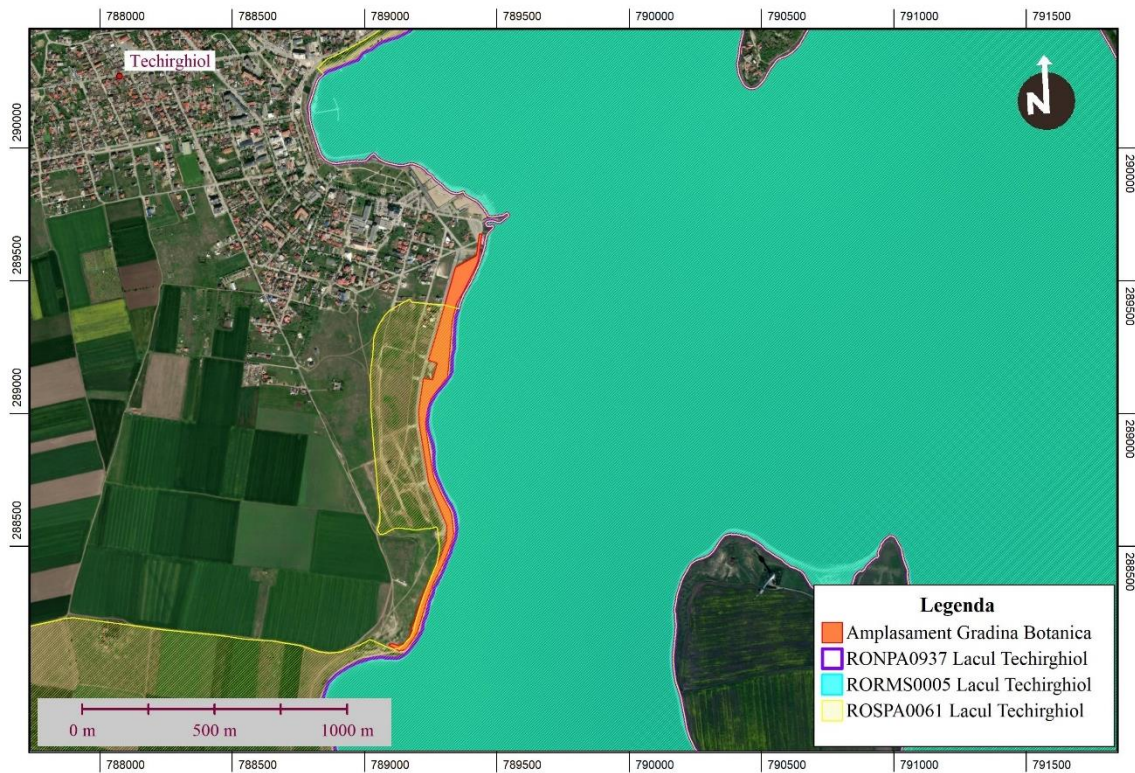 788000 788500 789000 789500 790000 790500 791000 791500
Techirghiol
N
290000 290000
289500 289500
289000 289000
288500 288500
Legenda
Amplasament Gradina Botanica
RONPA0937 Lacul Techirghiol
RORMS0005 Lacul Techirghiol
ROSPA0061 Lacul Techirghiol
0 m 500 m 1000 m
788000 788500 789000 789500 790000 790500 791000 791500